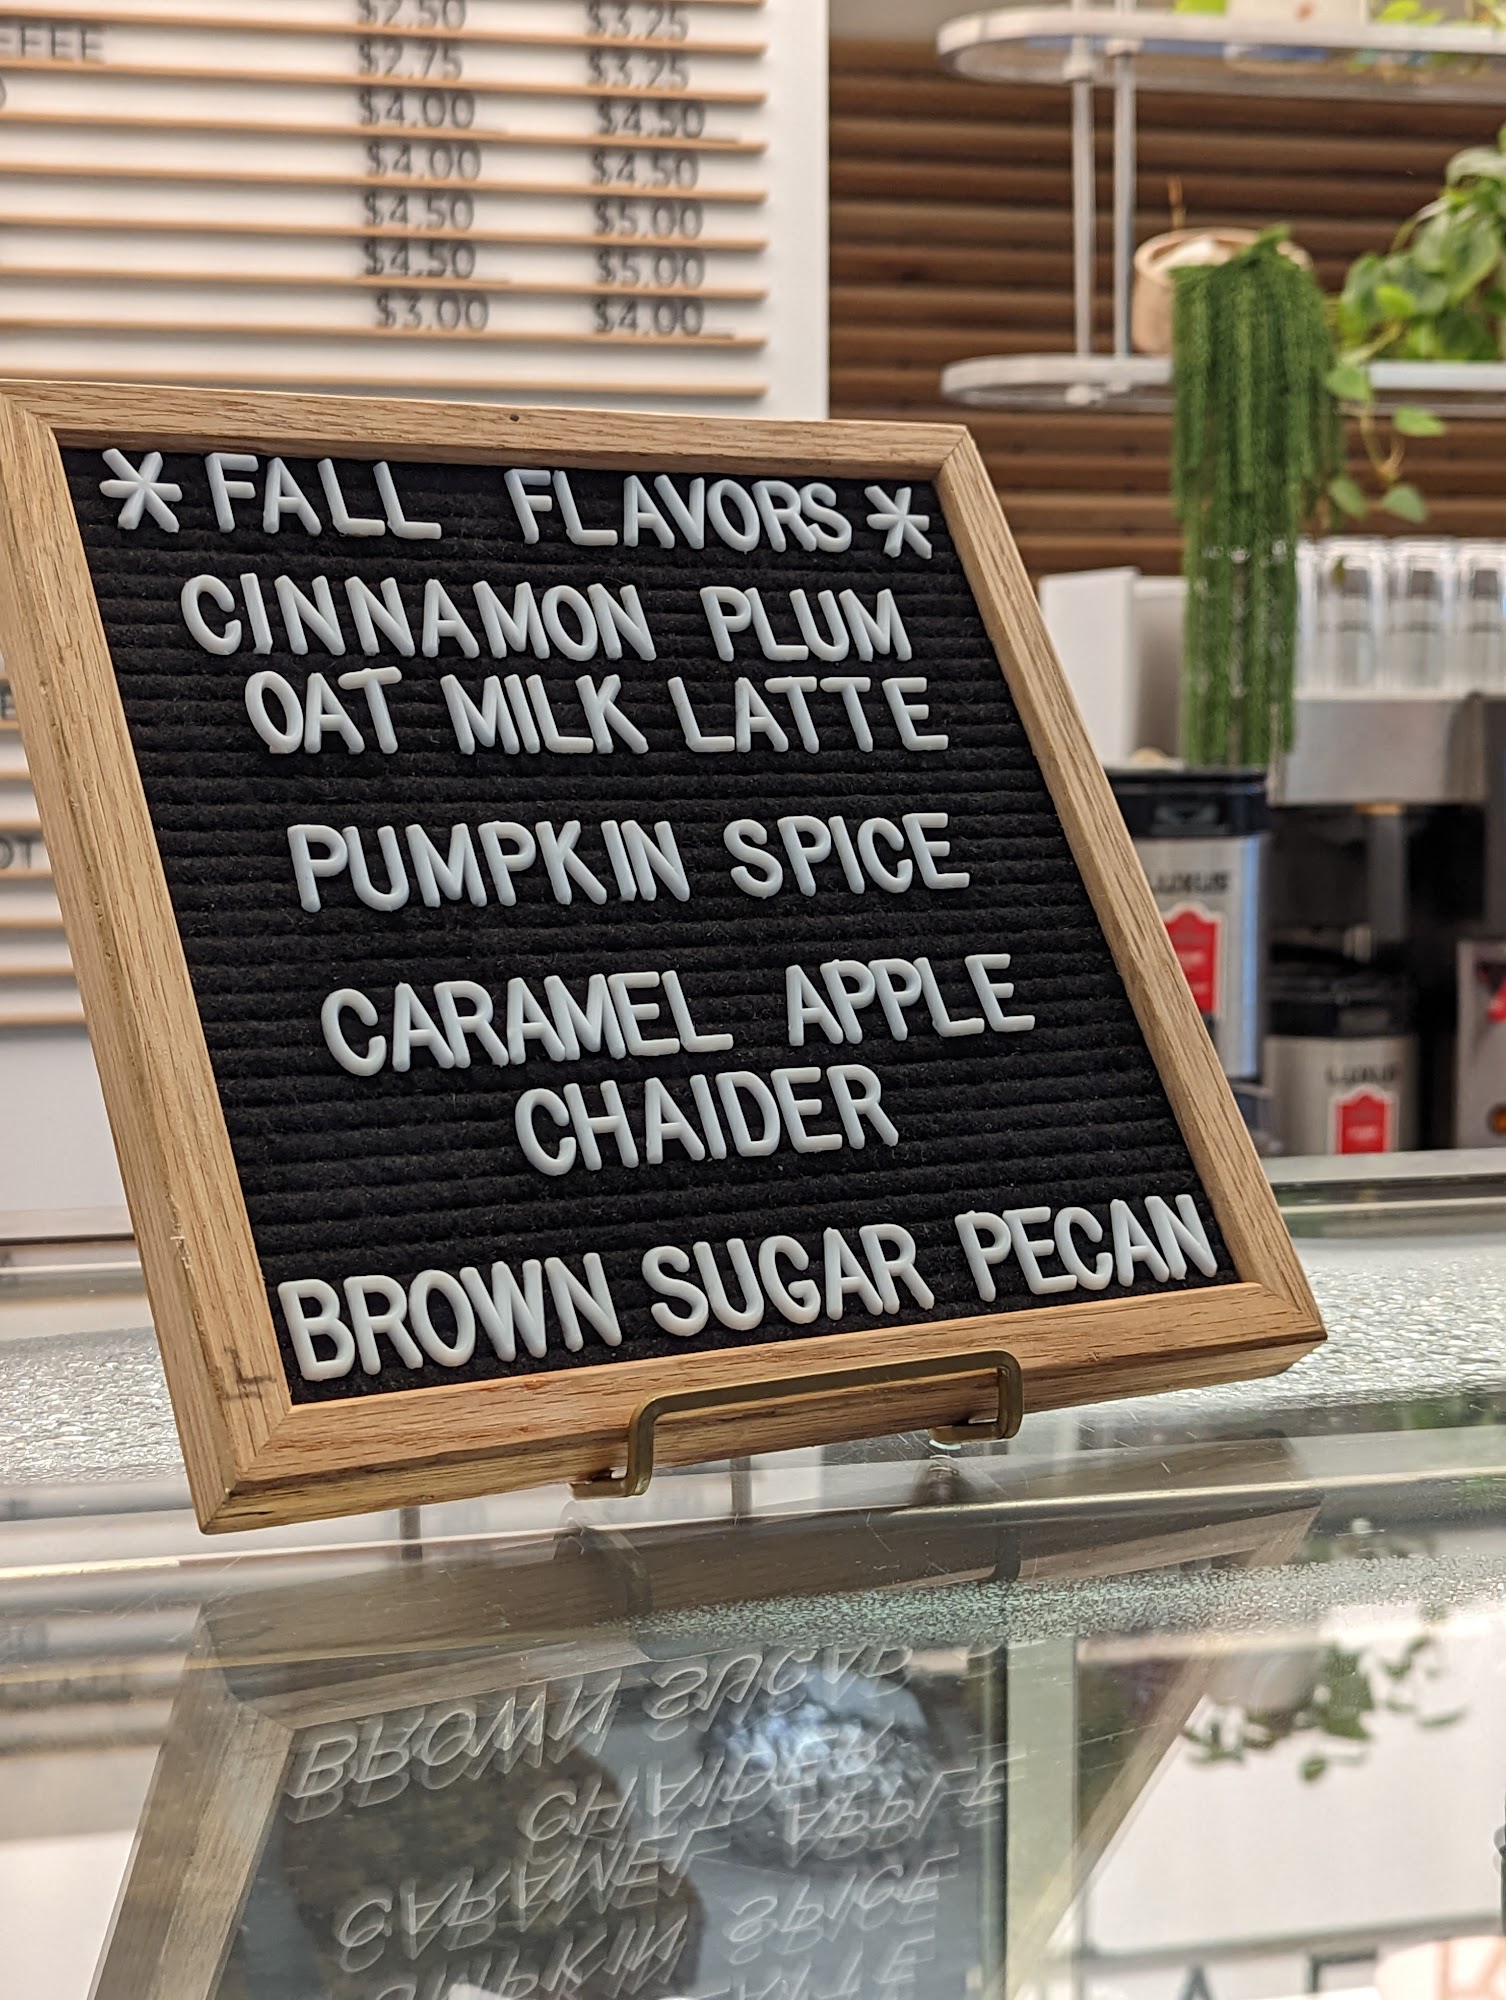 $2.50 $3.25
$2.75 $3.25
$4.00 $4.50
$4.00 $4.50
$4.50 $5.00
$4.50 $5.00
$3.00 $4.00
*FALL FLAVORS*
CINNAMON PLUM
OAT MILK LATTE
PUMPKIN SPICE
CARAMEL APPLE
CHAIDER
BROWN SUGAR PECAN
LUXUS
LUXUS